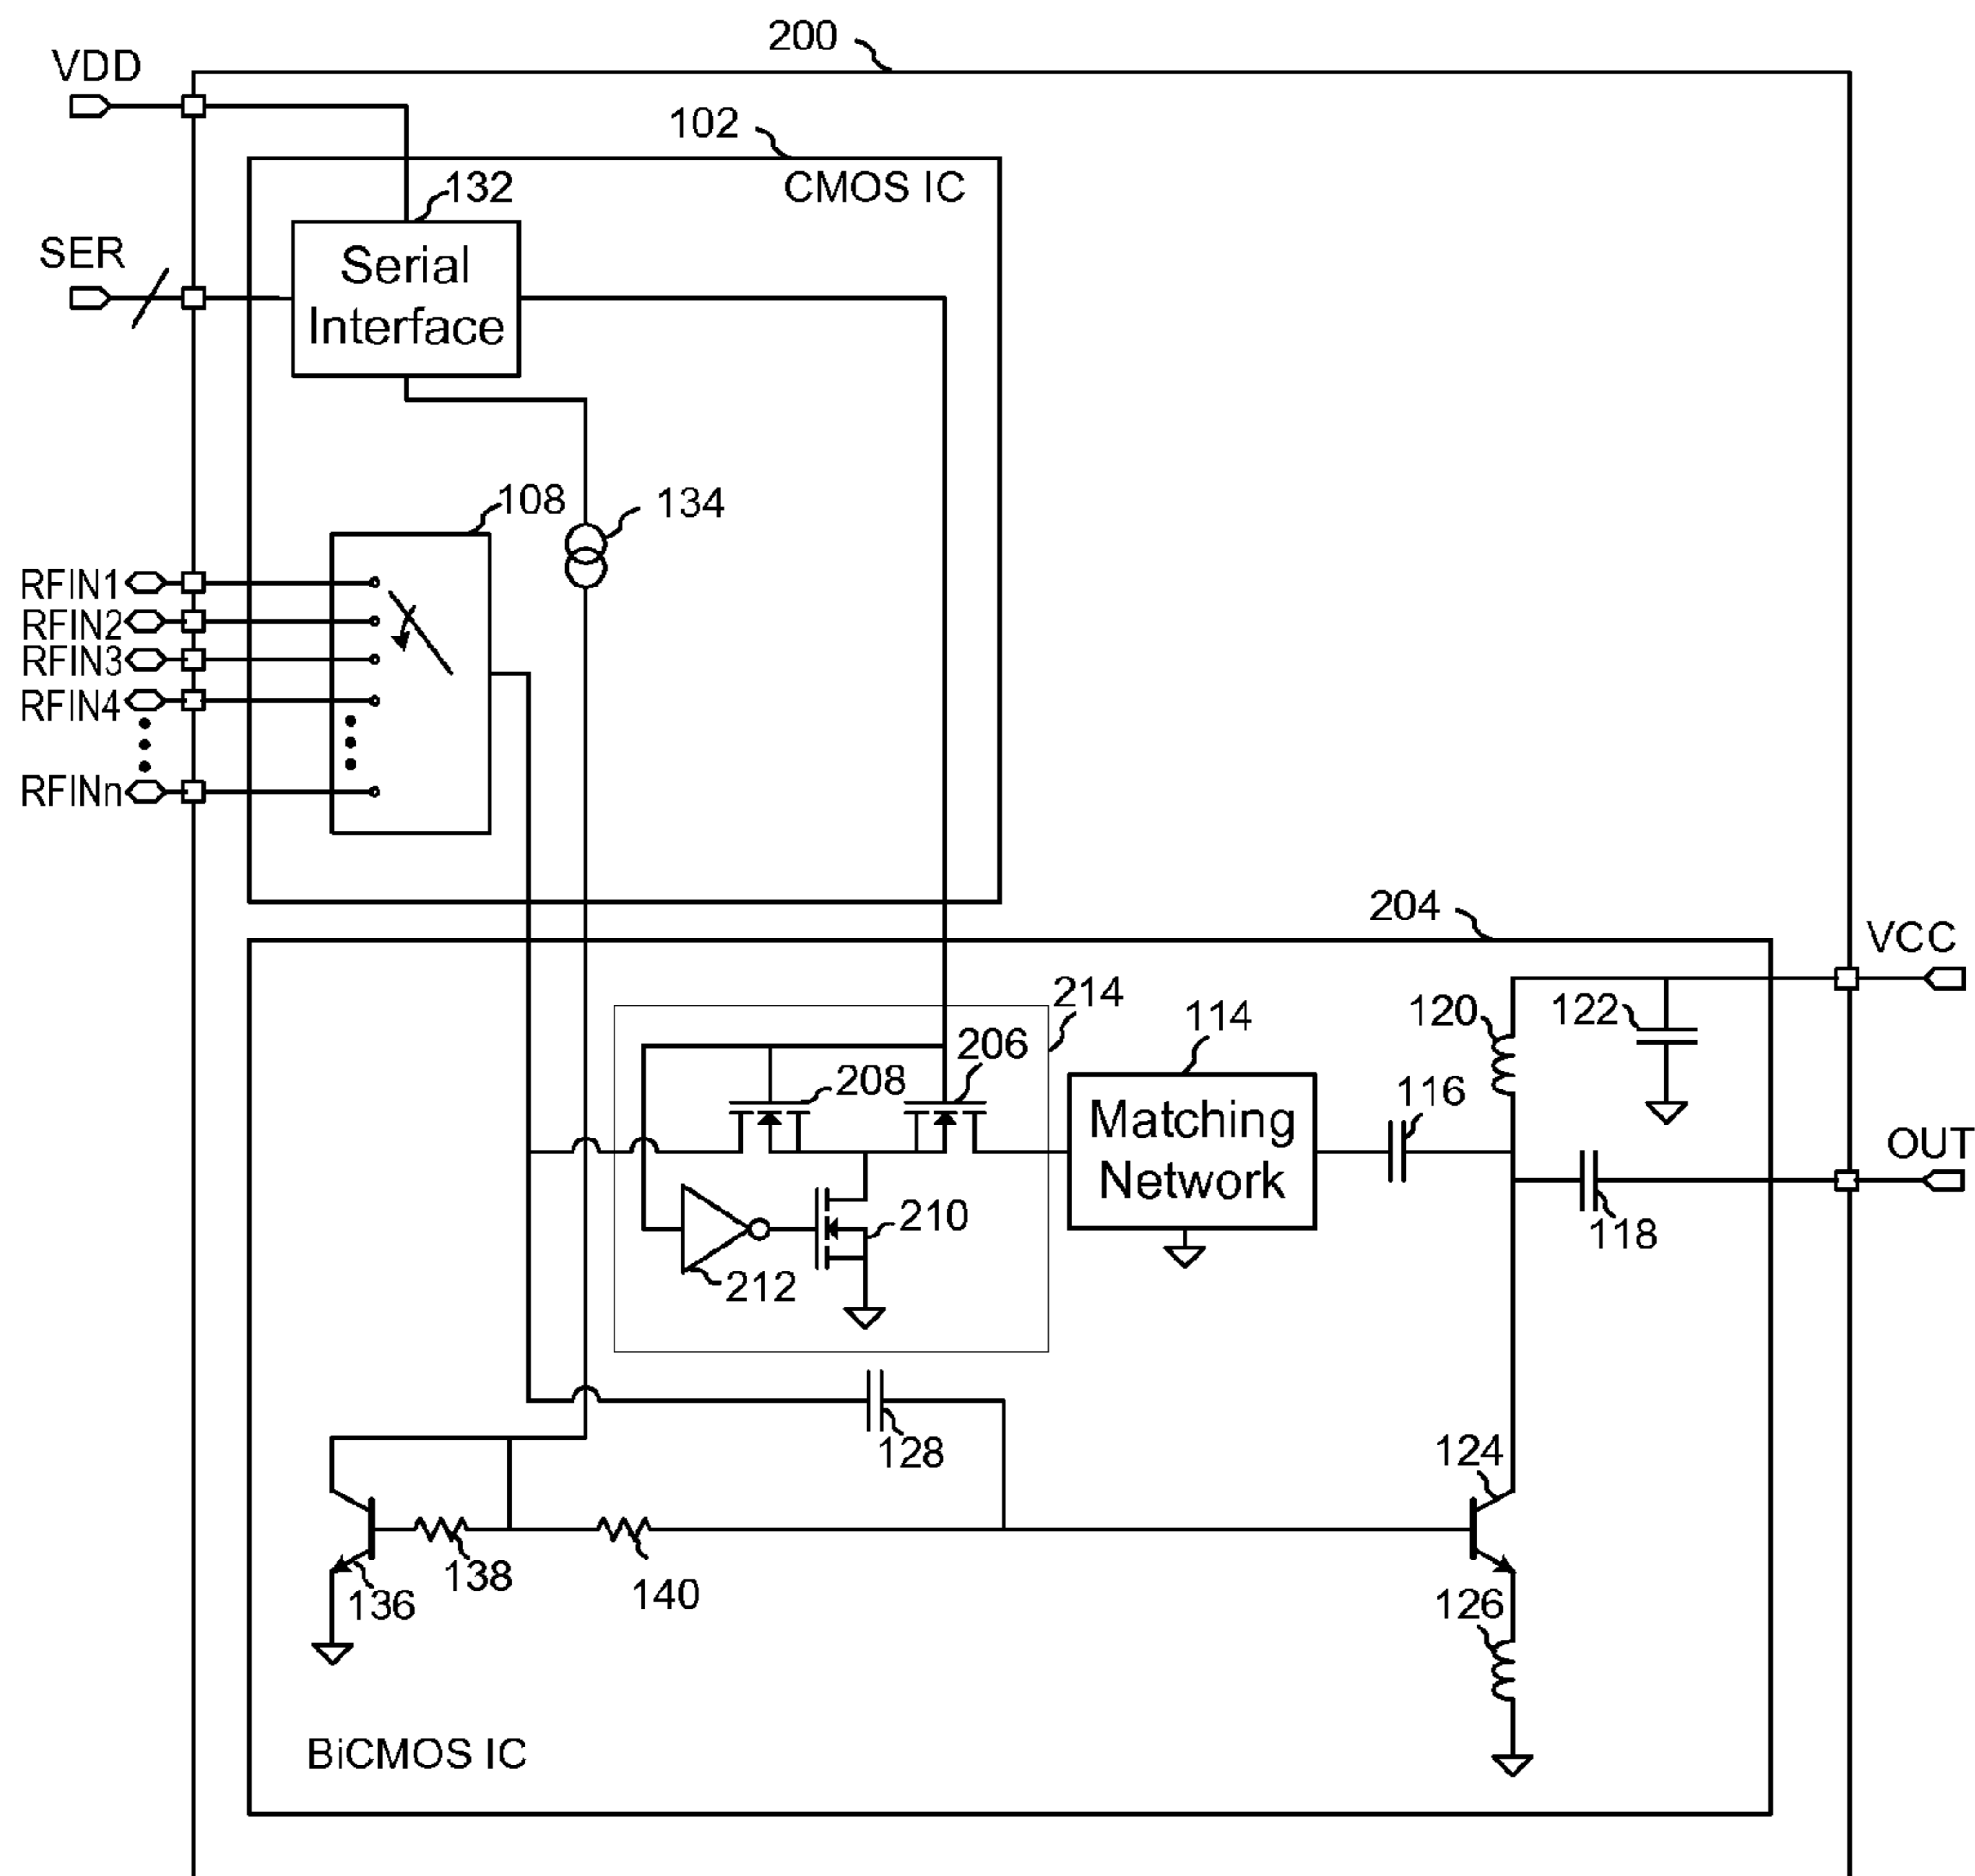 200
VDD
102
CMOS IC
132
SER
Serial
Interface
108
134
RFIN1
RFIN2
RFIN3
RFIN4
RFINn
204
VCC
214
114
120
122
206
208
116
Matching
Network
OUT
210
118
212
128
124
138
136
140
126
BiCMOS IC